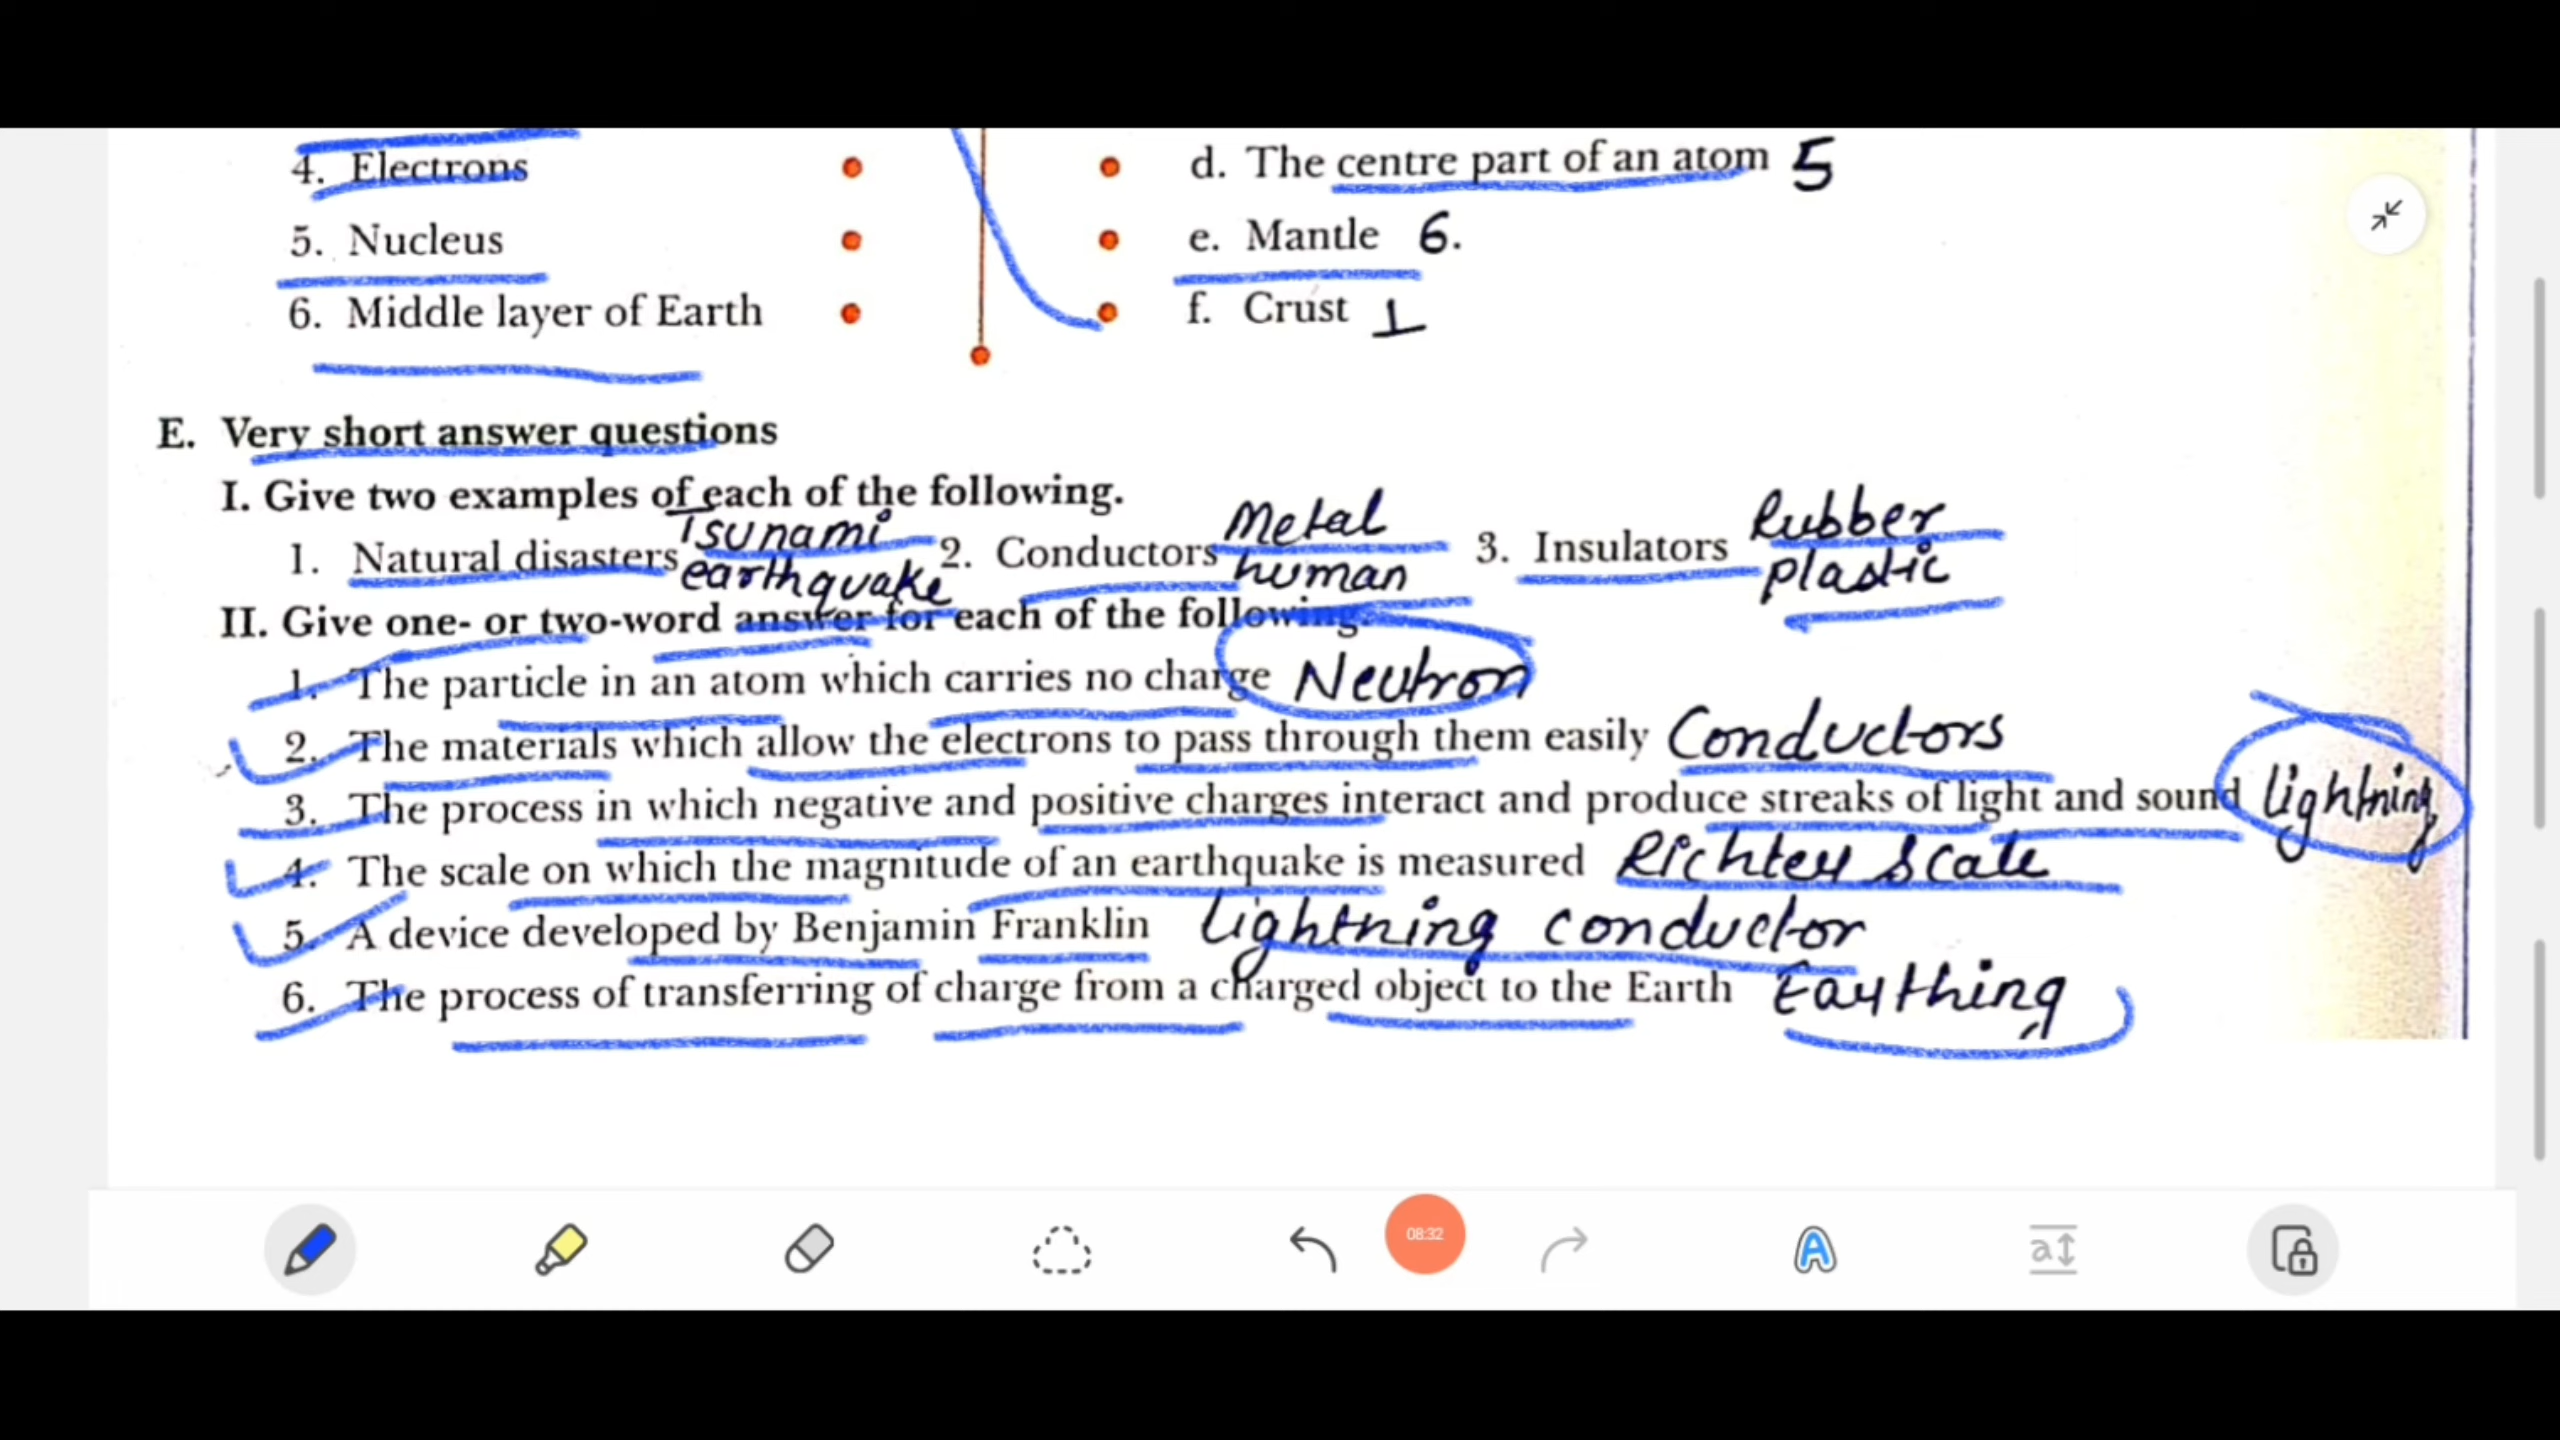 4. Electrons d. The centre part of an atom 5
5. Nucleus e. Mantle 6.
6. Middle layer of Earth f. Crust 1
E. Very short answer questions
I. Give two examples of each of the following.
1. Natural disasters Tsunami earthquake 2. Conductors Metal human 3. Insulators Rubber plastic
II. Give one- or two-word answer for each of the following.
1. The particle in an atom which carries no charge Neutron
2. The materials which allow the electrons to pass through them easily Conductors
3. The process in which negative and positive charges interact and produce streaks of light and sound lightning
4. The scale on which the magnitude of an earthquake is measured Richter Scale
5. A device developed by Benjamin Franklin lightning conductor
6. The process of transferring of charge from a charged object to the Earth Earthing
08:32
A a